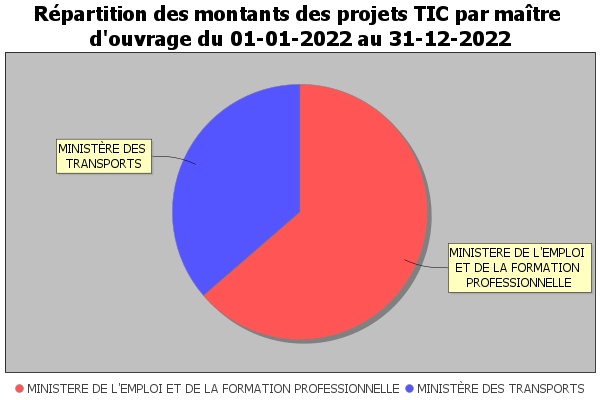 Répartition des montants des projets TIC par maître
d'ouvrage du 01-01-2022 au 31-12-2022
MINISTÈRE DES
TRANSPORTS
MINISTERE DE L'EMPLOI
ET DE LA FORMATION
PROFESSIONNELLE
MINISTERE DE L'EMPLOI ET DE LA FORMATION PROFESSIONNELLE MINISTÈRE DES TRANSPORTS